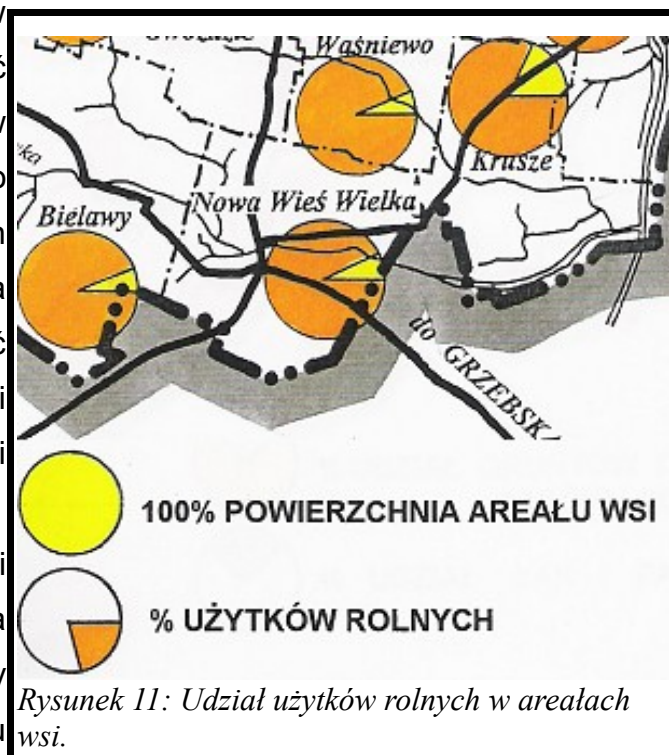 Waśniewo
Krusze
Nowa Wieś Wielka
Bielawy
do GRZEBSK
100% POWIERZCHNIA AREAŁU WSI
% UŻYTKÓW ROLNYCH
Rysunek 11: Udział użytków rolnych w areałach
wsi.